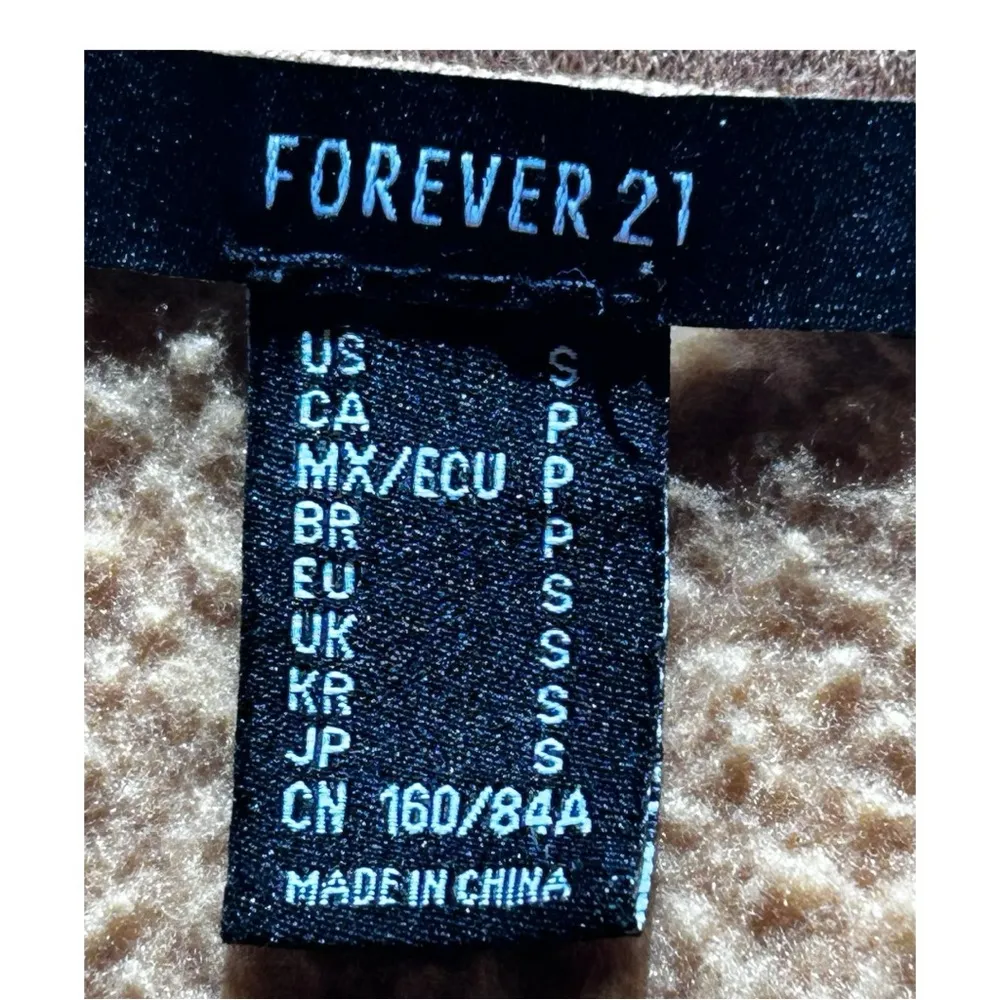 FOREVER 21
US S
CA P
MX/ECU P
BR P
EU S
UK S
KR S
JP S
CN 160/84A
MADE IN CHINA